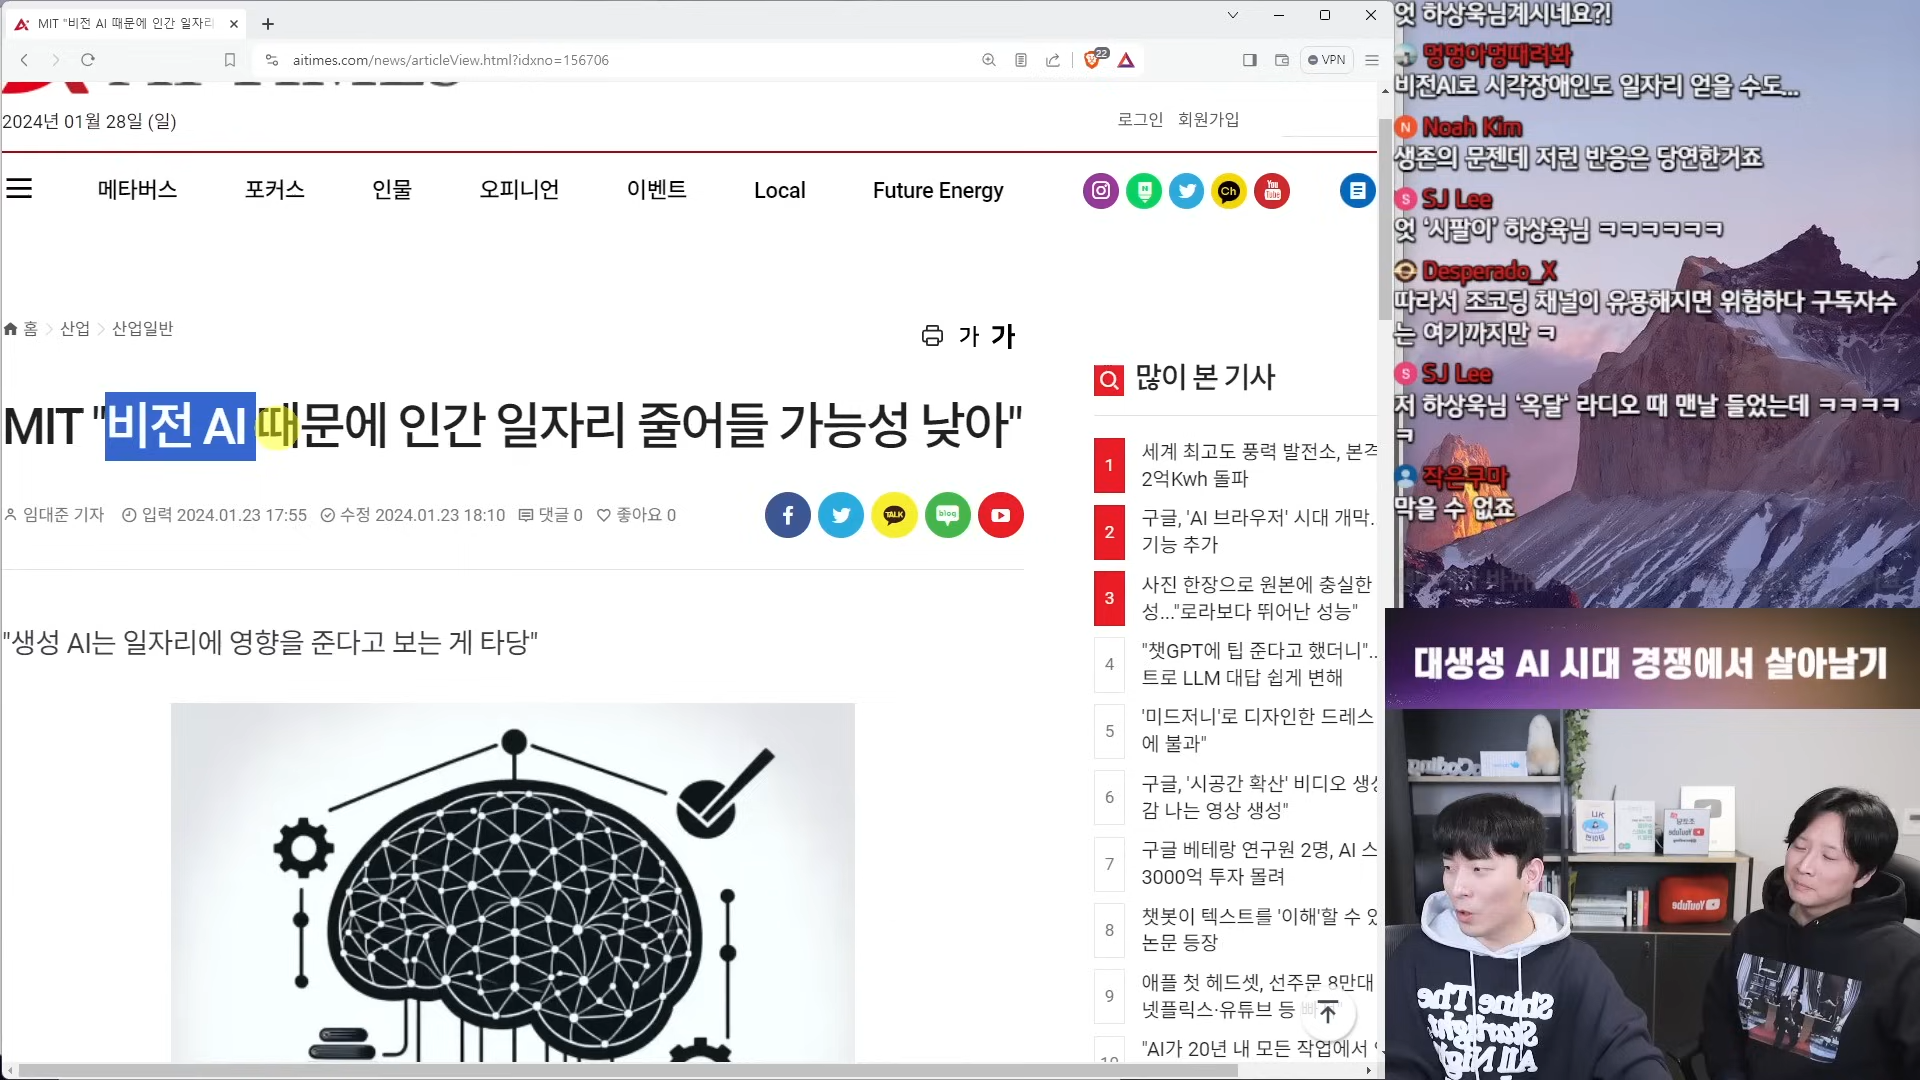 MIT "비전 AI 때문에 인간 일자리
aitimes.com/news/articleView.html?idxno=156706
22
VPN
2024년 01월 28일 (일)
로그인 회원가입
메타버스 포커스 인물 오피니언 이벤트 Local Future Energy
Ch
You Tube
홈 > 산업 > 산업일반
가 가
MIT "비전 AI 때문에 인간 일자리 줄어들 가능성 낮아"
임대준 기자 입력 2024.01.23 17:55 수정 2024.01.23 18:10 댓글 0 좋아요 0
TALK
blog
"생성 AI는 일자리에 영향을 준다고 보는 게 타당"
많이 본 기사
1 세계 최고도 풍력 발전소, 본격
2억Kwh 돌파
2 구글, 'AI 브라우저' 시대 개막..
기능 추가
3 사진 한장으로 원본에 충실한
성..."로라보다 뛰어난 성능"
4 "챗GPT에 팁 준다고 했더니"..
트로 LLM 대답 쉽게 변해
5 '미드저니'로 디자인한 드레스
에 불과"
6 구글, '시공간 확산' 비디오 생성
감 나는 영상 생성"
7 구글 베테랑 연구원 2명, AI 스
3000억 투자 몰려
8 챗봇이 텍스트를 '이해'할 수 있
논문 등장
9 애플 첫 헤드셋, 선주문 8만대
넷플릭스·유튜브 등
10 "AI가 20년 내 모든 작업에서
엇 하상욱님계시네요?!
멍멍아멍때려봐
비전AI로 시각장애인도 일자리 얻을 수도...
N Noah Kim
생존의 문젠데 저런 반응은 당연한거죠
S SJ Lee
엇 '시팔이' 하상욱님 ㅋㅋㅋㅋㅋㅋ
Desperado_X
따라서 조코딩 채널이 유용해지면 위험하다 구독자수
는 여기까지만 ㅋ
S SJ Lee
저 하상욱님 '옥달' 라디오 때 맨날 들었는데 ㅋㅋㅋㅋ
ㅋ
작은쿠마
막을 수 없죠
대생성 AI 시대 경쟁에서 살아남기
YouTube
Shine The
Starlight
All Night